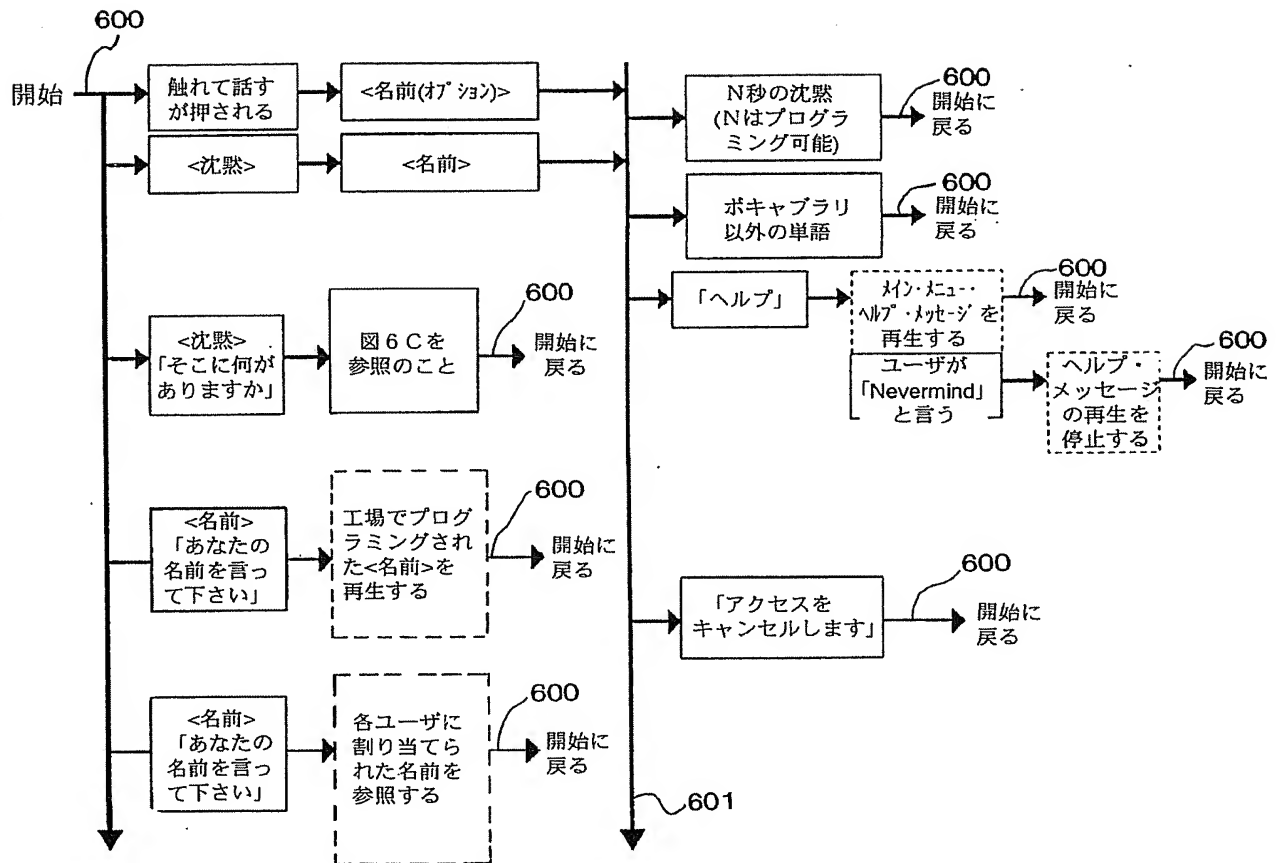 600
開始
触れて話す
が押される
<名前(オプション)>
<沈黙>
<名前>
N秒の沈黙
(Nはプログラ
ミング可能)
600
開始に
戻る
ボキャブラリ
以外の単語
600
開始に
戻る
「ヘルプ」
メイン・メニュー・
ヘルプ・メッセージを
再生する
600
開始に
戻る
ユーザが
「Nevermind」
と言う
ヘルプ・
メッセージ
の再生を
停止する
600
開始に
戻る
<沈黙>
「そこに何が
ありますか」
図6Cを
参照のこと
600
開始に
戻る
<名前>
「あなたの
名前を言っ
て下さい」
工場でプログ
ラミングされ
た<名前>を
再生する
600
開始に
戻る
「アクセスを
キャンセルします」
600
開始に
戻る
<名前>
「あなたの
名前を言っ
て下さい」
各ユーザに
割り当てら
れた名前を
参照する
600
開始に
戻る
601